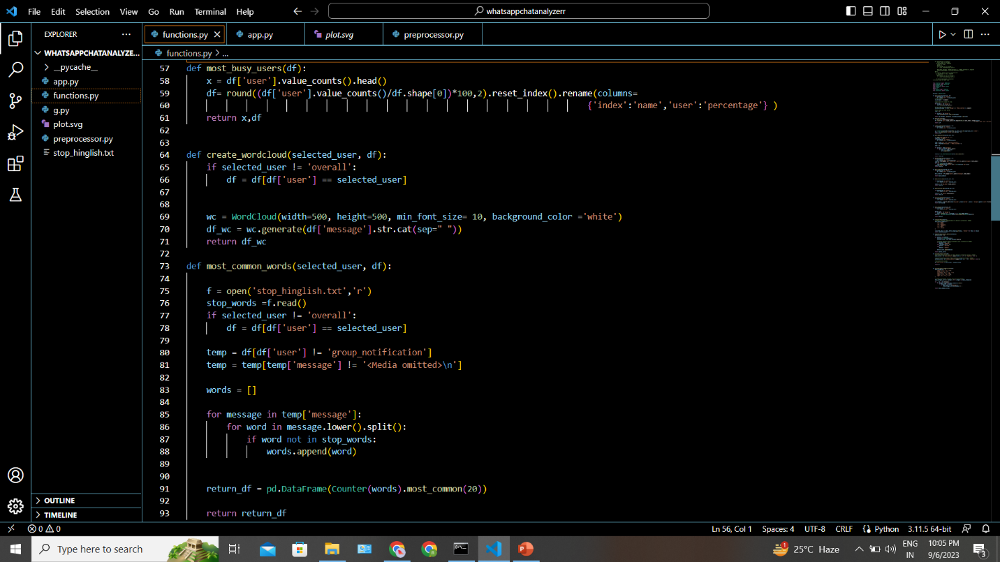 File Edit Selection View Go Run Terminal Help
whatsappchatanalyzerr
EXPLORER
functions.py
app.py
plot.svg
preprocessor.py
WHATSAPPCHATANALYZE...
functions.py > ...
__pycache__
app.py
functions.py
g.py
plot.svg
preprocessor.py
stop_hinglish.txt
57 def most_busy_users(df):
58 x = df['user'].value_counts().head()
59 df= round((df['user'].value_counts()/df.shape[0])*100,2).reset_index().rename(columns=
60 {'index':'name','user':'percentage'} )
61 return x,df
62
63
64 def create_wordcloud(selected_user, df):
65 if selected_user != 'overall':
66 df = df[df['user'] == selected_user]
67
68
69 wc = WordCloud(width=500, height=500, min_font_size= 10, background_color ='white')
70 df_wc = wc.generate(df['message'].str.cat(sep=" "))
71 return df_wc
72
73 def most_common_words(selected_user, df):
74
75 f = open('stop_hinglish.txt','r')
76 stop_words =f.read()
77 if selected_user != 'overall':
78 df = df[df['user'] == selected_user]
79
80 temp = df[df['user'] != 'group_notification']
81 temp = temp[temp['message'] != '<Media omitted>\n']
82
83 words = []
84
85 for message in temp['message']:
86 for word in message.lower().split():
87 if word not in stop_words:
88 words.append(word)
89
90
91 return_df = pd.DataFrame(Counter(words).most_common(20))
92
93 return return_df
OUTLINE
TIMELINE
0 0
Ln 56, Col 1 Spaces: 4 UTF-8 CRLF Python 3.11.5 64-bit
Type here to search
1
25°C Haze
ENG
IN
10:05 PM
9/6/2023
3